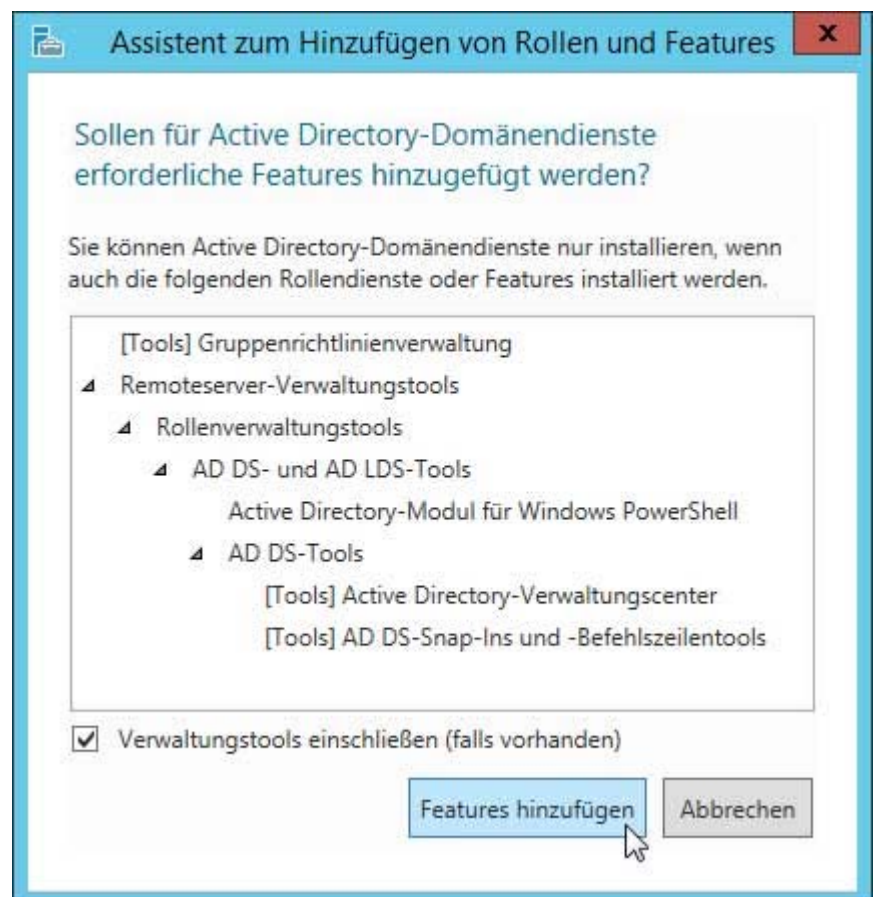 Assistent zum Hinzufügen von Rollen und Features
x
Sollen für Active Directory-Domänendienste
erforderliche Features hinzugefügt werden?
Sie können Active Directory-Domänendienste nur installieren, wenn
auch die folgenden Rollendienste oder Features installiert werden.
[Tools] Gruppenrichtlinienverwaltung
Remoteserver-Verwaltungstools
Rollenverwaltungstools
AD DS- und AD LDS-Tools
Active Directory-Modul für Windows PowerShell
AD DS-Tools
[Tools] Active Directory-Verwaltungscenter
[Tools] AD DS-Snap-Ins und -Befehlszeilentools
Verwaltungstools einschließen (falls vorhanden)
Features hinzufügen Abbrechen